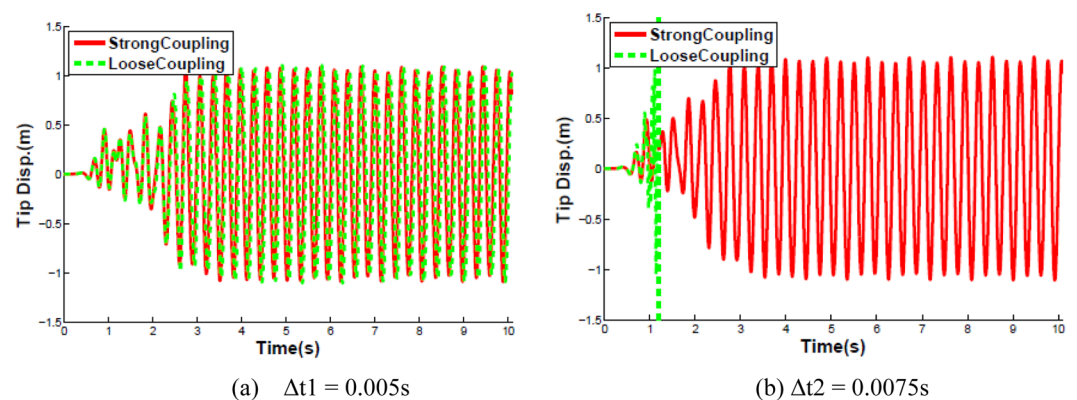 1.5
StrongCoupling
LooseCoupling
1
0.5
0
−0.5
−1
−1.5
Tip Disp.(m)
0 1 2 3 4 5 6 7 8 9 10
Time(s)
(a) Δt1 = 0.005s
1.5
StrongCoupling
LooseCoupling
1
0.5
0
−0.5
−1
−1.5
Tip Disp.(m)
0 1 2 3 4 5 6 7 8 9 10
Time(s)
(b) Δt2 = 0.0075s